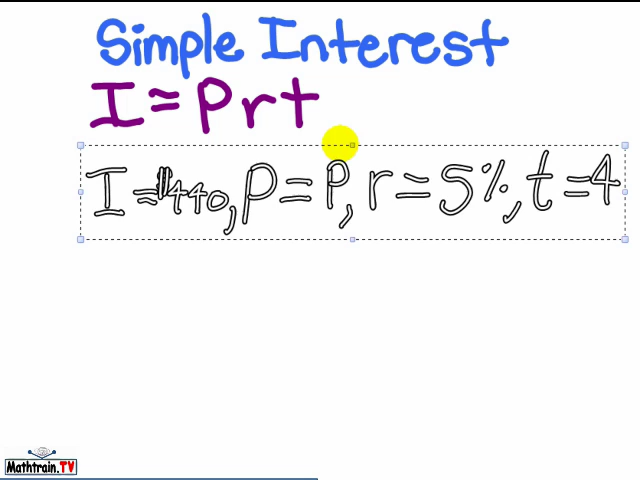 Simple Interest
I = Prt
I = $440, P = P, r = 5%, t = 4
Mathtrain.TV